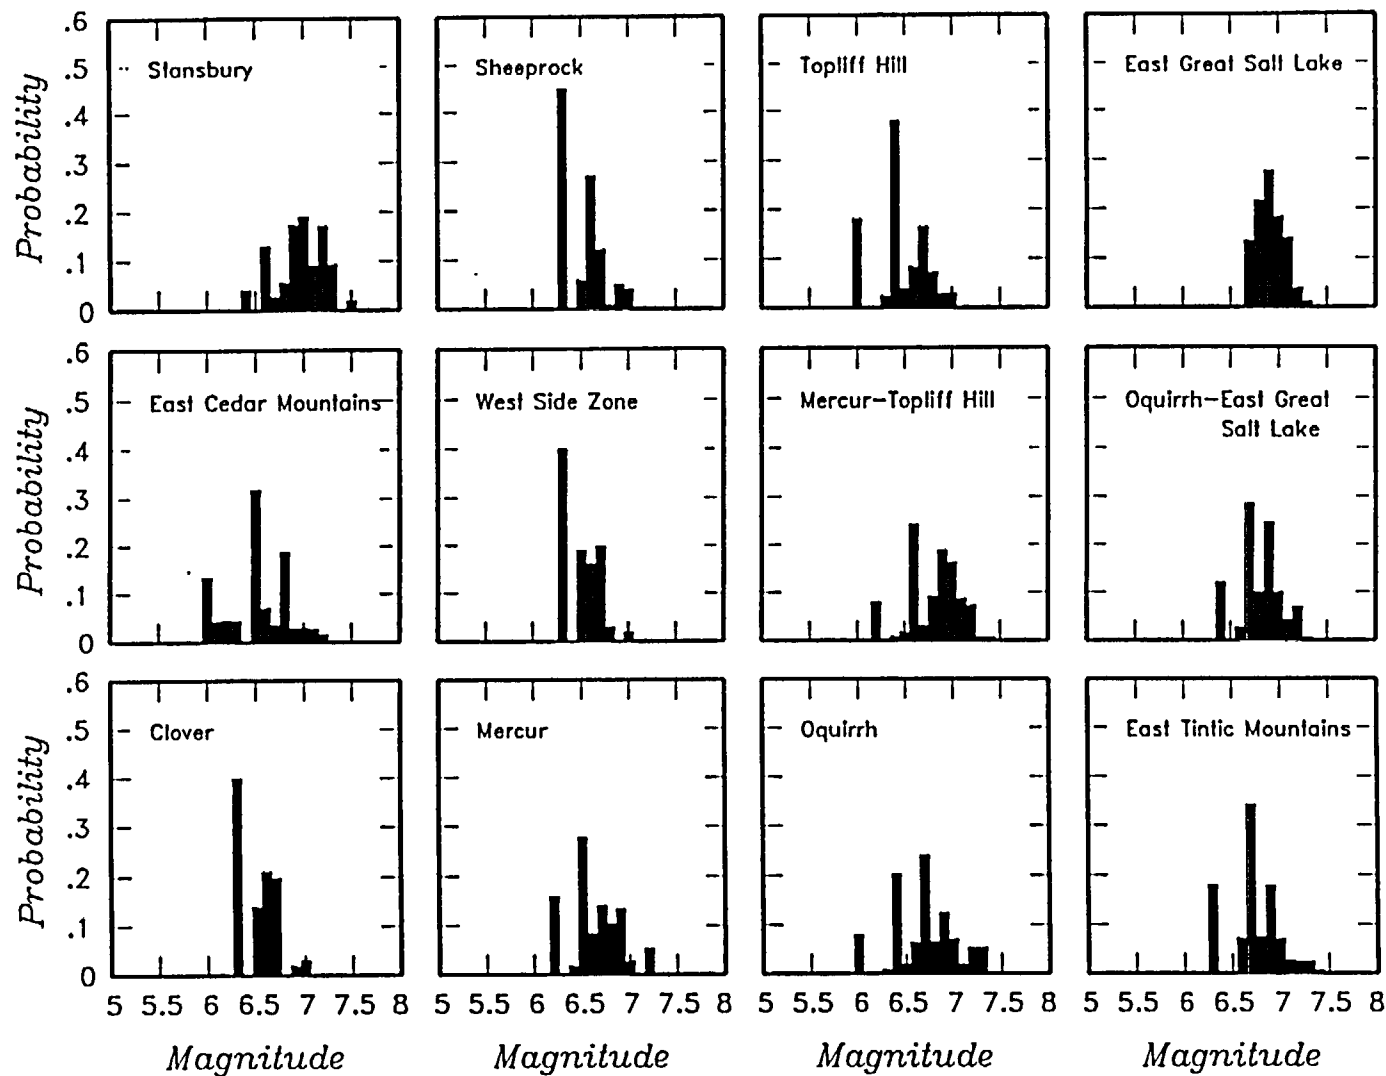 .6
.5
.4
.3
.2
.1
0
Probability
Stansbury
Sheeprock
Topliff Hill
East Great Salt Lake
.6
.5
.4
.3
.2
.1
0
Probability
East Cedar Mountains
West Side Zone
Mercur-Topliff Hill
Oquirrh-East Great
Salt Lake
.6
.5
.4
.3
.2
.1
0
Probability
Clover
Mercur
Oquirrh
East Tintic Mountains
5 5.5 6 6.5 7 7.5 8
5 5.5 6 6.5 7 7.5 8
5 5.5 6 6.5 7 7.5 8
5 5.5 6 6.5 7 7.5 8
Magnitude
Magnitude
Magnitude
Magnitude